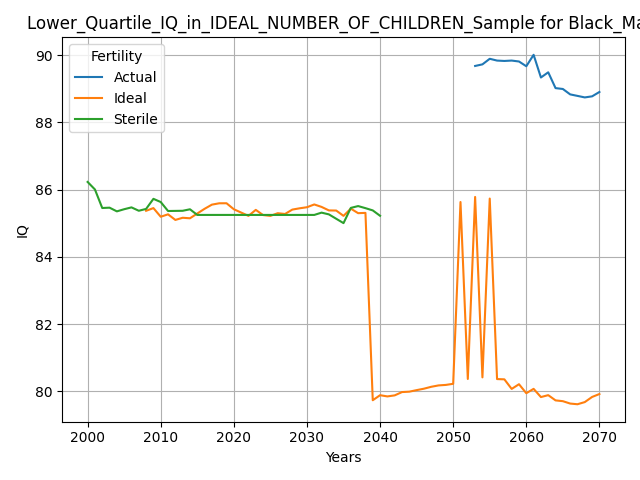 Lower_Quartile_IQ_in_IDEAL_NUMBER_OF_CHILDREN_Sample for Black_Ma
Fertility
Actual
Ideal
Sterile
90
88
86
84
82
80
IQ
2000 2010 2020 2030 2040 2050 2060 2070
Years